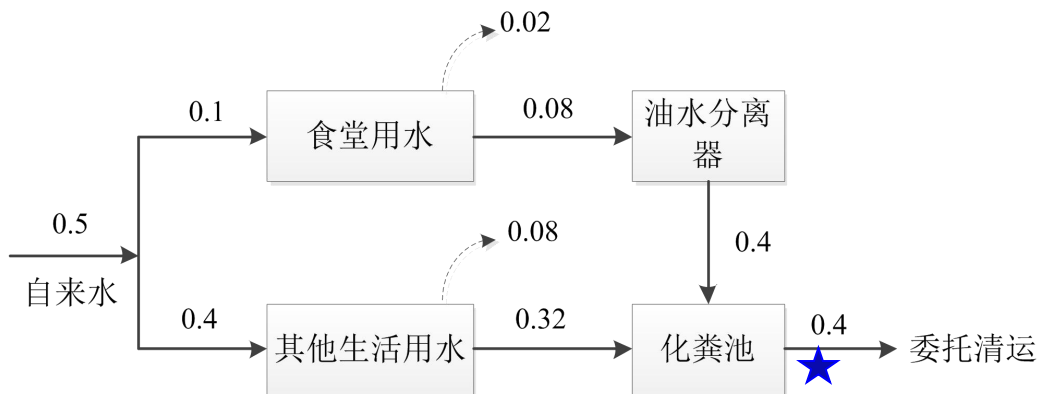 0.02
0.1
食堂用水
0.08
油水分离
器
0.5
自来水
0.08
0.4
0.4
其他生活用水
0.32
化粪池
0.4
委托清运